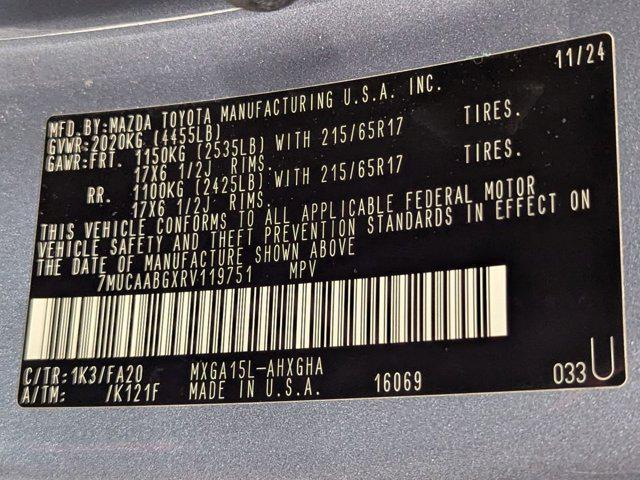 11/24
MFD.BY:MAZDA TOYOTA MANUFACTURING U.S.A. INC.
GVWR:2020KG (4455LB)
GAWR:FRT. 1150KG (2535LB) WITH 215/65R17 TIRES.
17X6 1/2J RIMS.
RR. 1100KG (2425LB) WITH 215/65R17 TIRES.
17X6 1/2J RIMS.
THIS VEHICLE CONFORMS TO ALL APPLICABLE FEDERAL MOTOR
VEHICLE SAFETY AND THEFT PREVENTION STANDARDS IN EFFECT ON
THE DATE OF MANUFACTURE SHOWN ABOVE
7MUCAABGXRV119751 MPV
C/TR:1K3/FA20 MXGA15L-AHXGHA
A/TM: /K121F MADE IN U.S.A. 16069 033U